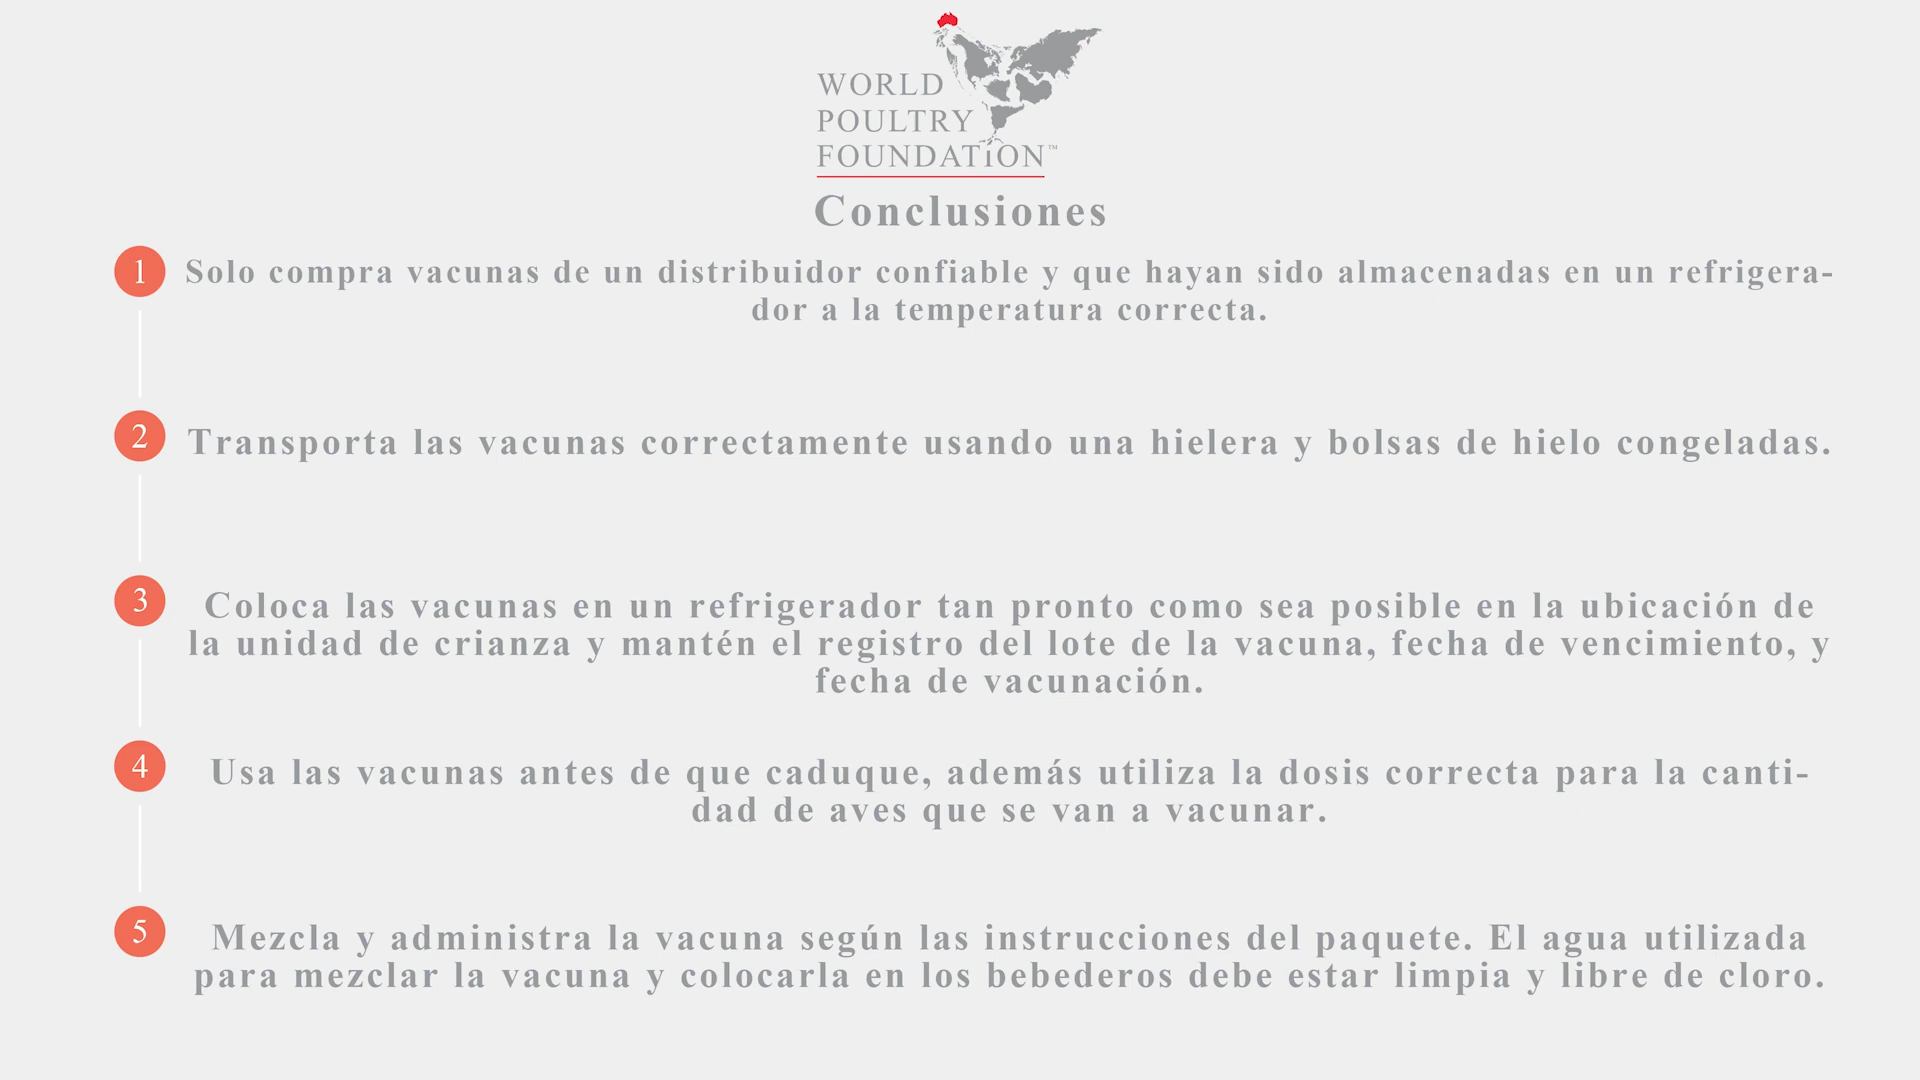 WORLD
POULTRY
FOUNDATION™
Conclusiones
1 Solo compra vacunas de un distribuidor confiable y que hayan sido almacenadas en un refrigera-
dor a la temperatura correcta.
2 Transporta las vacunas correctamente usando una hielera y bolsas de hielo congeladas.
3 Coloca las vacunas en un refrigerador tan pronto como sea posible en la ubicación de
la unidad de crianza y mantén el registro del lote de la vacuna, fecha de vencimiento, y
fecha de vacunación.
4 Usa las vacunas antes de que caduque, además utiliza la dosis correcta para la canti-
dad de aves que se van a vacunar.
5 Mezcla y administra la vacuna según las instrucciones del paquete. El agua utilizada
para mezclar la vacuna y colocarla en los bebederos debe estar limpia y libre de cloro.